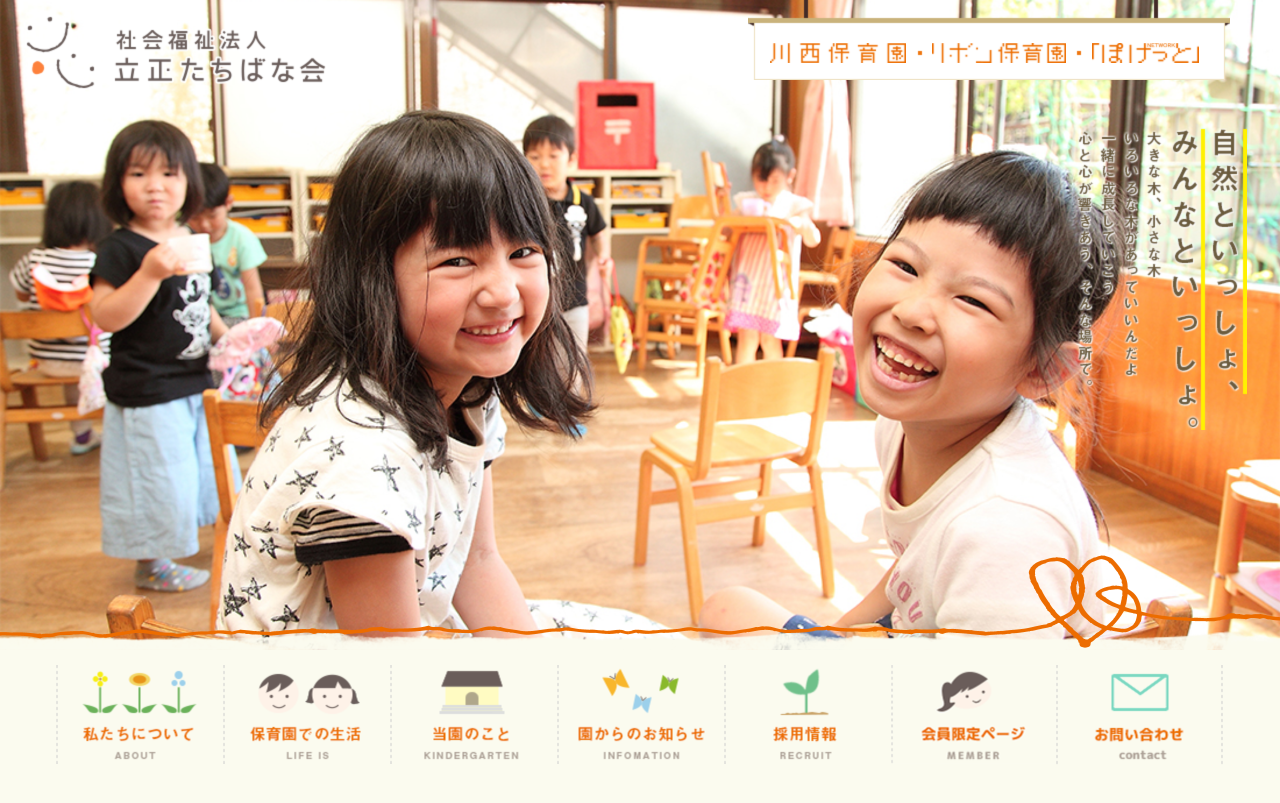 社会福祉法人
立正たちばな会
川西保育園・リボン保育園・「ぽけっと」
NETWORK
自然といっしょ、
みんなといっしょ。
大きな木、小さな木
いろいろな木があっていいんだよ
一緒に成長していこう
心と心が響きあう、そんな場所で。
私たちについて
ABOUT
保育園での生活
LIFE IS
当園のこと
KINDERGARTEN
園からのお知らせ
INFOMATION
採用情報
RECRUIT
会員限定ページ
MEMBER
お問い合わせ
contact